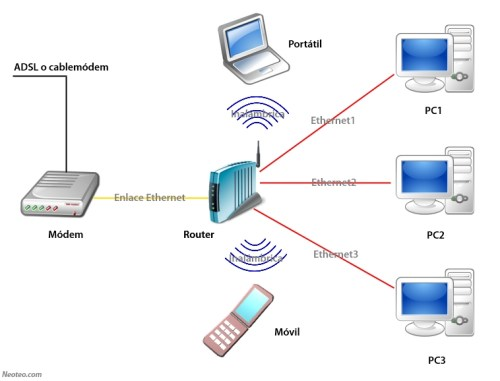 Portátil
ADSL o cablemódem
PC1
Inalámbrica
Ethernet1
Enlace Ethernet
Ethernet2
Módem
Router
PC2
Inalámbrica
Ethernet3
Móvil
PC3
Neoteo.com